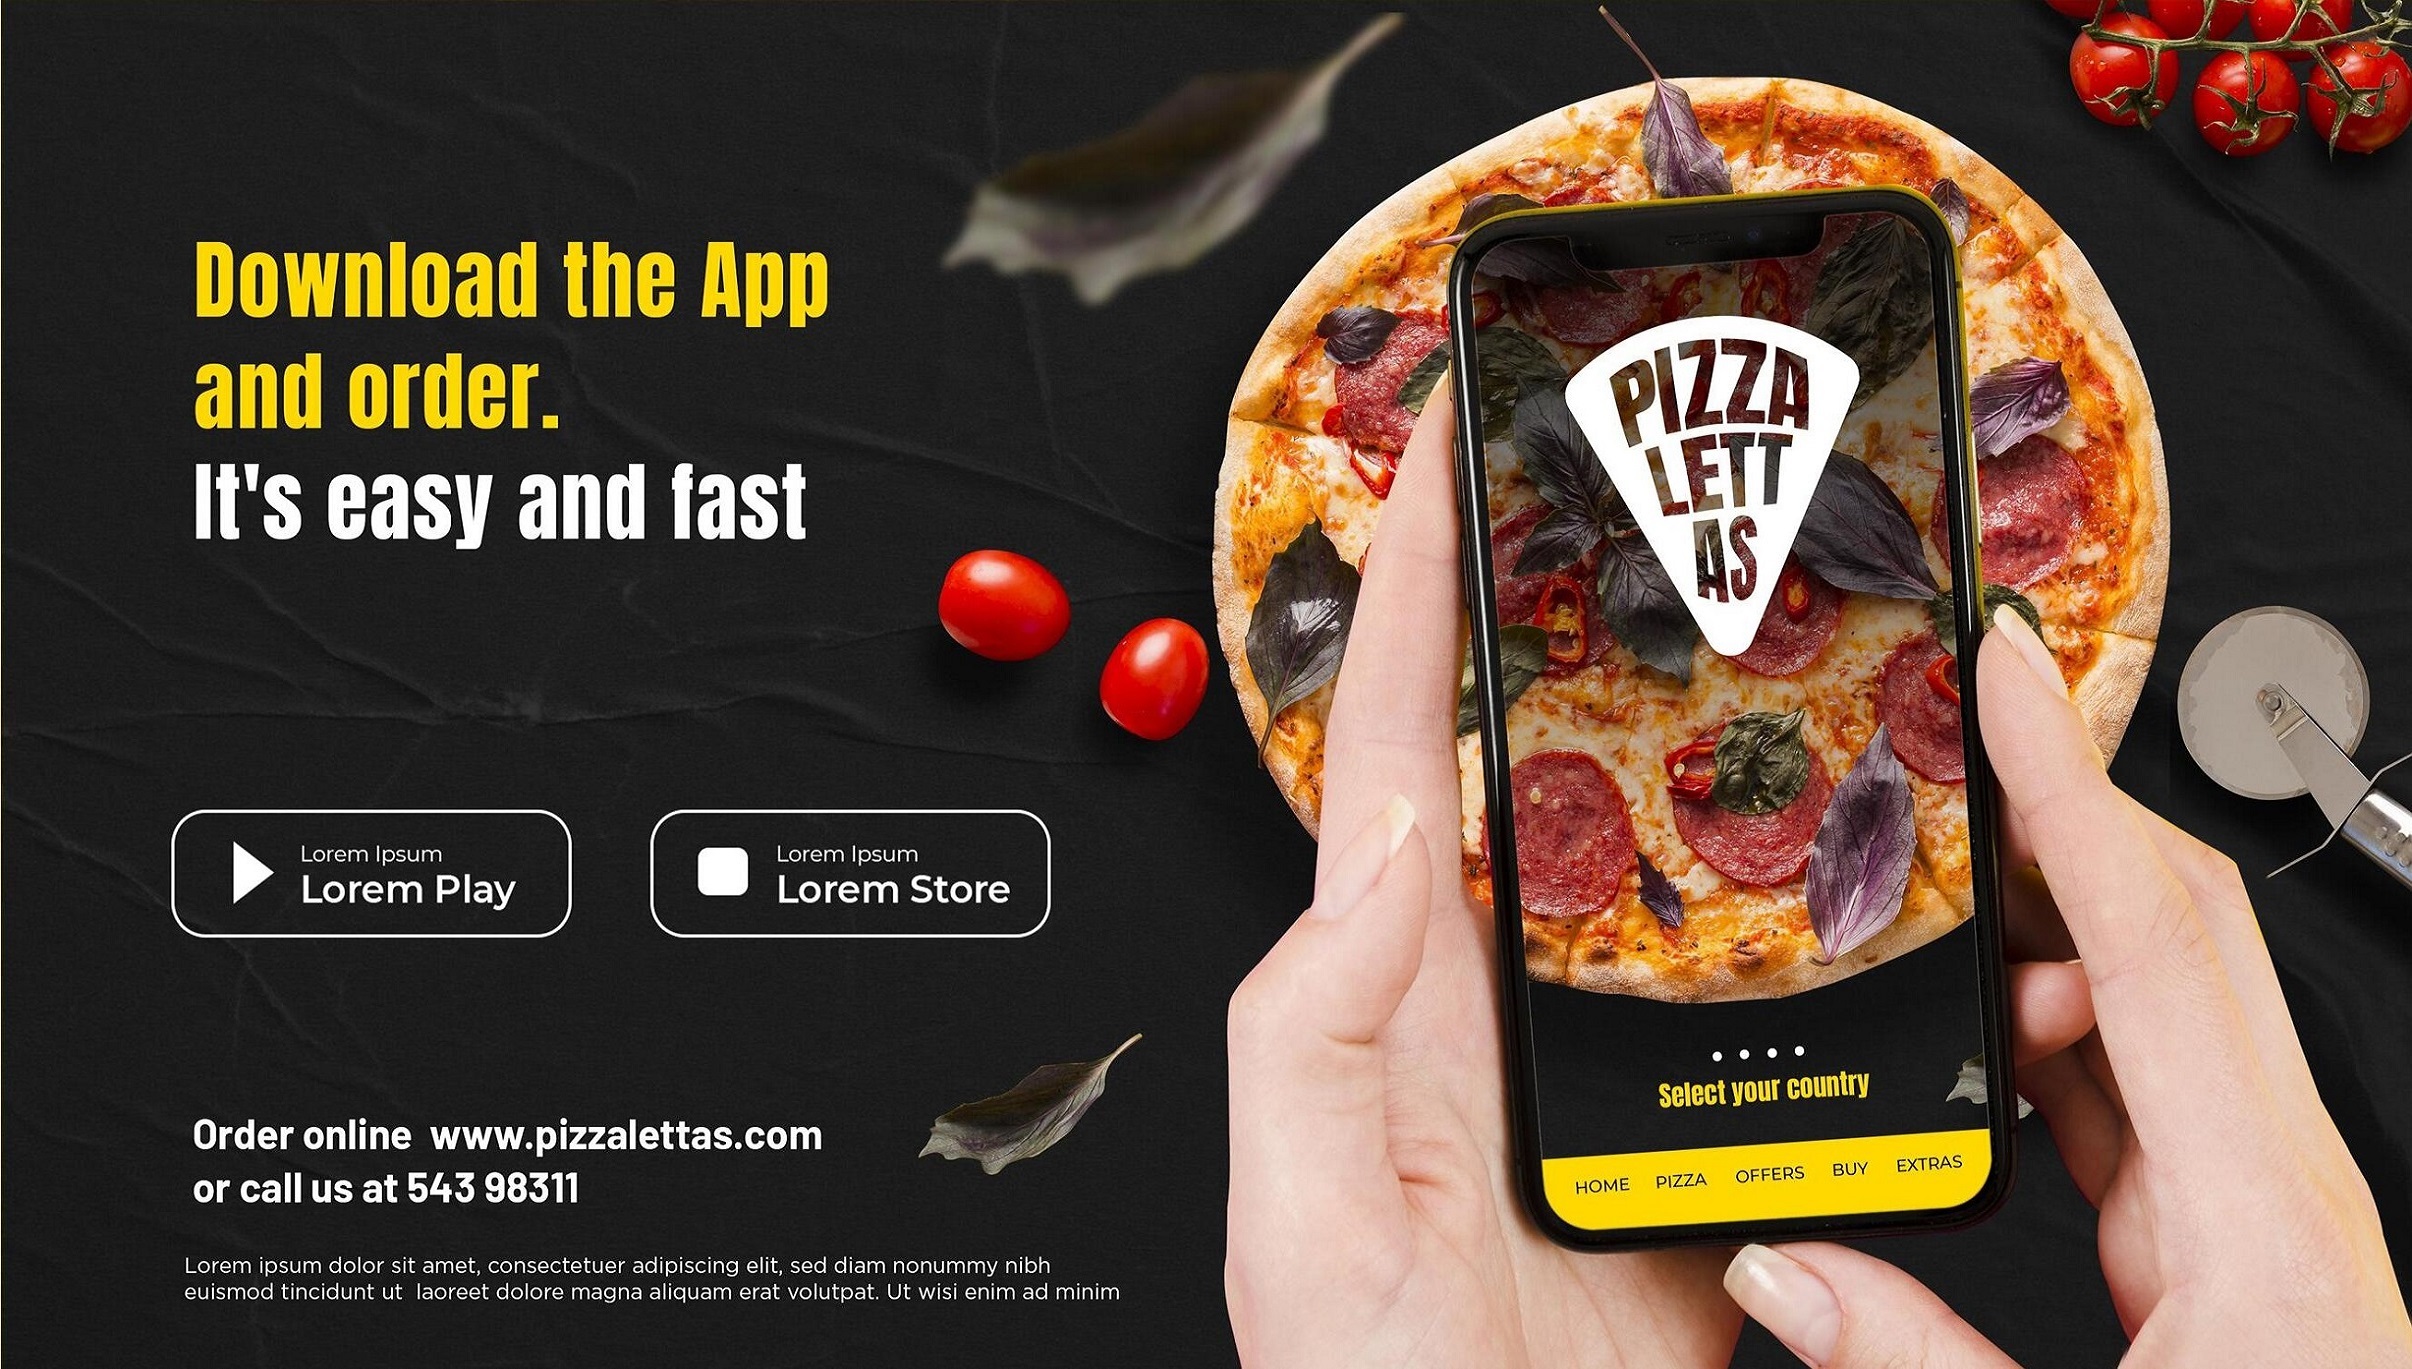 Download the App
and order.
It's easy and fast
Lorem Ipsum
Lorem Play
Lorem Ipsum
Lorem Store
Order online  www.pizzalettas.com
or call us at 543 98311
Lorem ipsum dolor sit amet, consectetuer adipiscing elit, sed diam nonummy nibh
euismod tincidunt ut  laoreet dolore magna aliquam erat volutpat. Ut wisi enim ad minim
PIZZA
LETT
AS
Select your country
HOME PIZZA OFFERS BUY EXTRAS